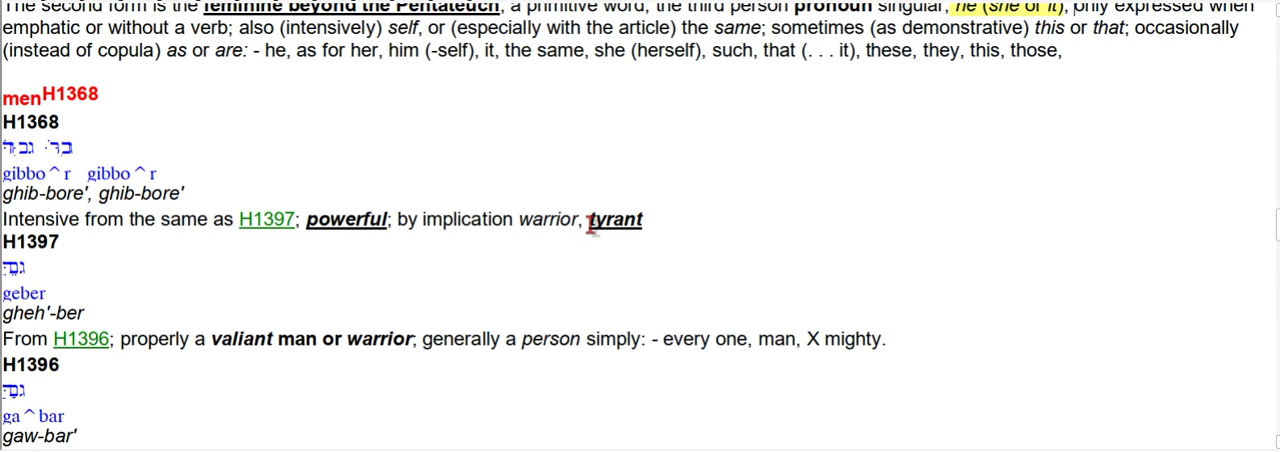 The second form is the feminine beyond the Pentateuch, a primitive word, the third person pronoun singular, he (she or it); only expressed when
emphatic or without a verb; also (intensively) self, or (especially with the article) the same; sometimes (as demonstrative) this or that; occasionally
(instead of copula) as or are: - he, as for her, him (-self), it, the same, she (herself), such, that (. . . it), these, they, this, those,
menH1368
H1368
gibbo^r gibbo^r
ghib-bore', ghib-bore'
Intensive from the same as H1397; powerful; by implication warrior, tyrant
H1397
geber
gheh'-ber
From H1396; properly a valiant man or warrior; generally a person simply: - every one, man, X mighty.
H1396
ga^bar
gaw-bar'